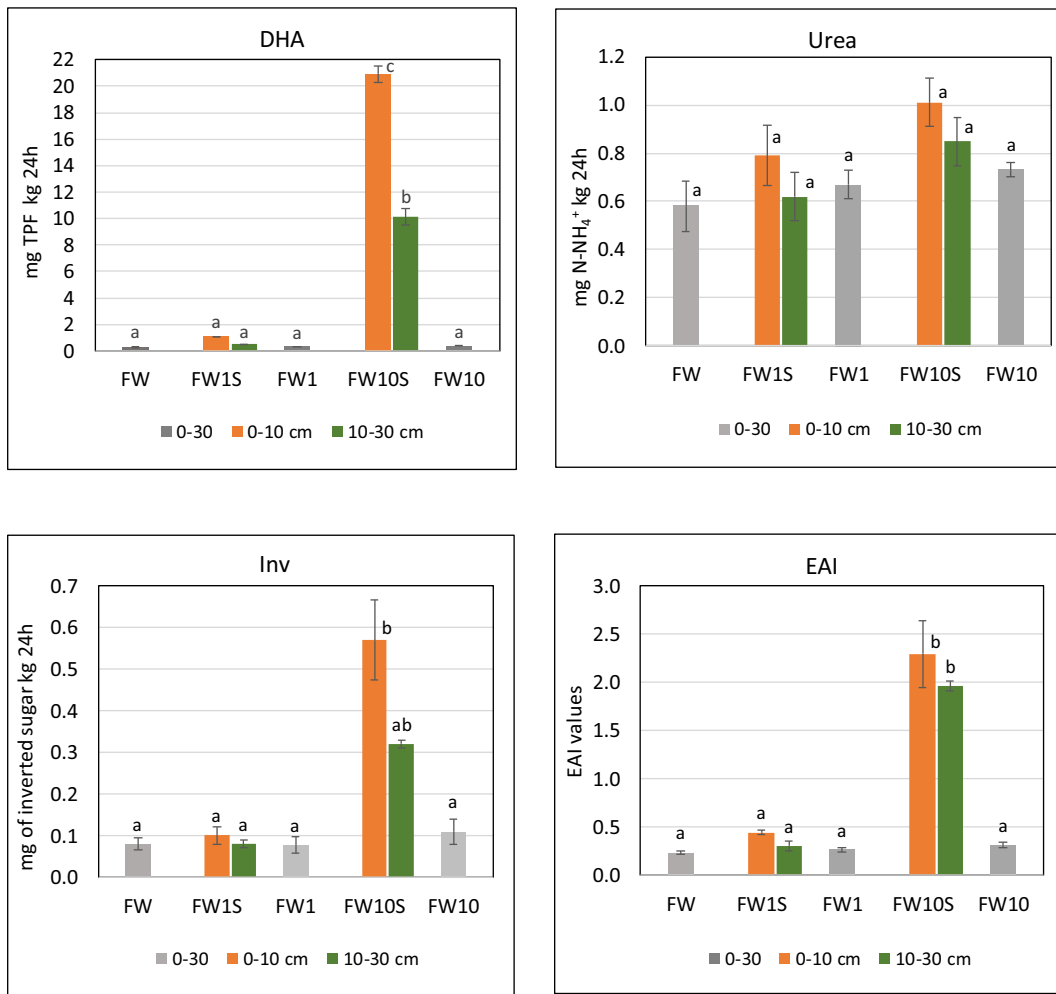 DHA
mg TPF kg 24h
22
20
18
16
14
12
10
8
6
4
2
0
a
a
a
a
c
b
a
FW FW1S FW1 FW10S FW10
0-30 0-10 cm 10-30 cm
Urea
mg N-NH₄⁺ kg 24h
1.2
1.0
0.8
0.6
0.4
0.2
0.0
a
a
a
a
a
a
a
FW FW1S FW1 FW10S FW10
0-30 0-10 cm 10-30 cm
Inv
mg of inverted sugar kg 24h
0.7
0.6
0.5
0.4
0.3
0.2
0.1
0.0
a
a
a
a
b
ab
a
FW FW1S FW1 FW10S FW10
0-30 0-10 cm 10-30 cm
EAI
EAI values
3.0
2.5
2.0
1.5
1.0
0.5
0.0
a
a
a
a
b
b
a
FW FW1S FW1 FW10S FW10
0-30 0-10 cm 10-30 cm